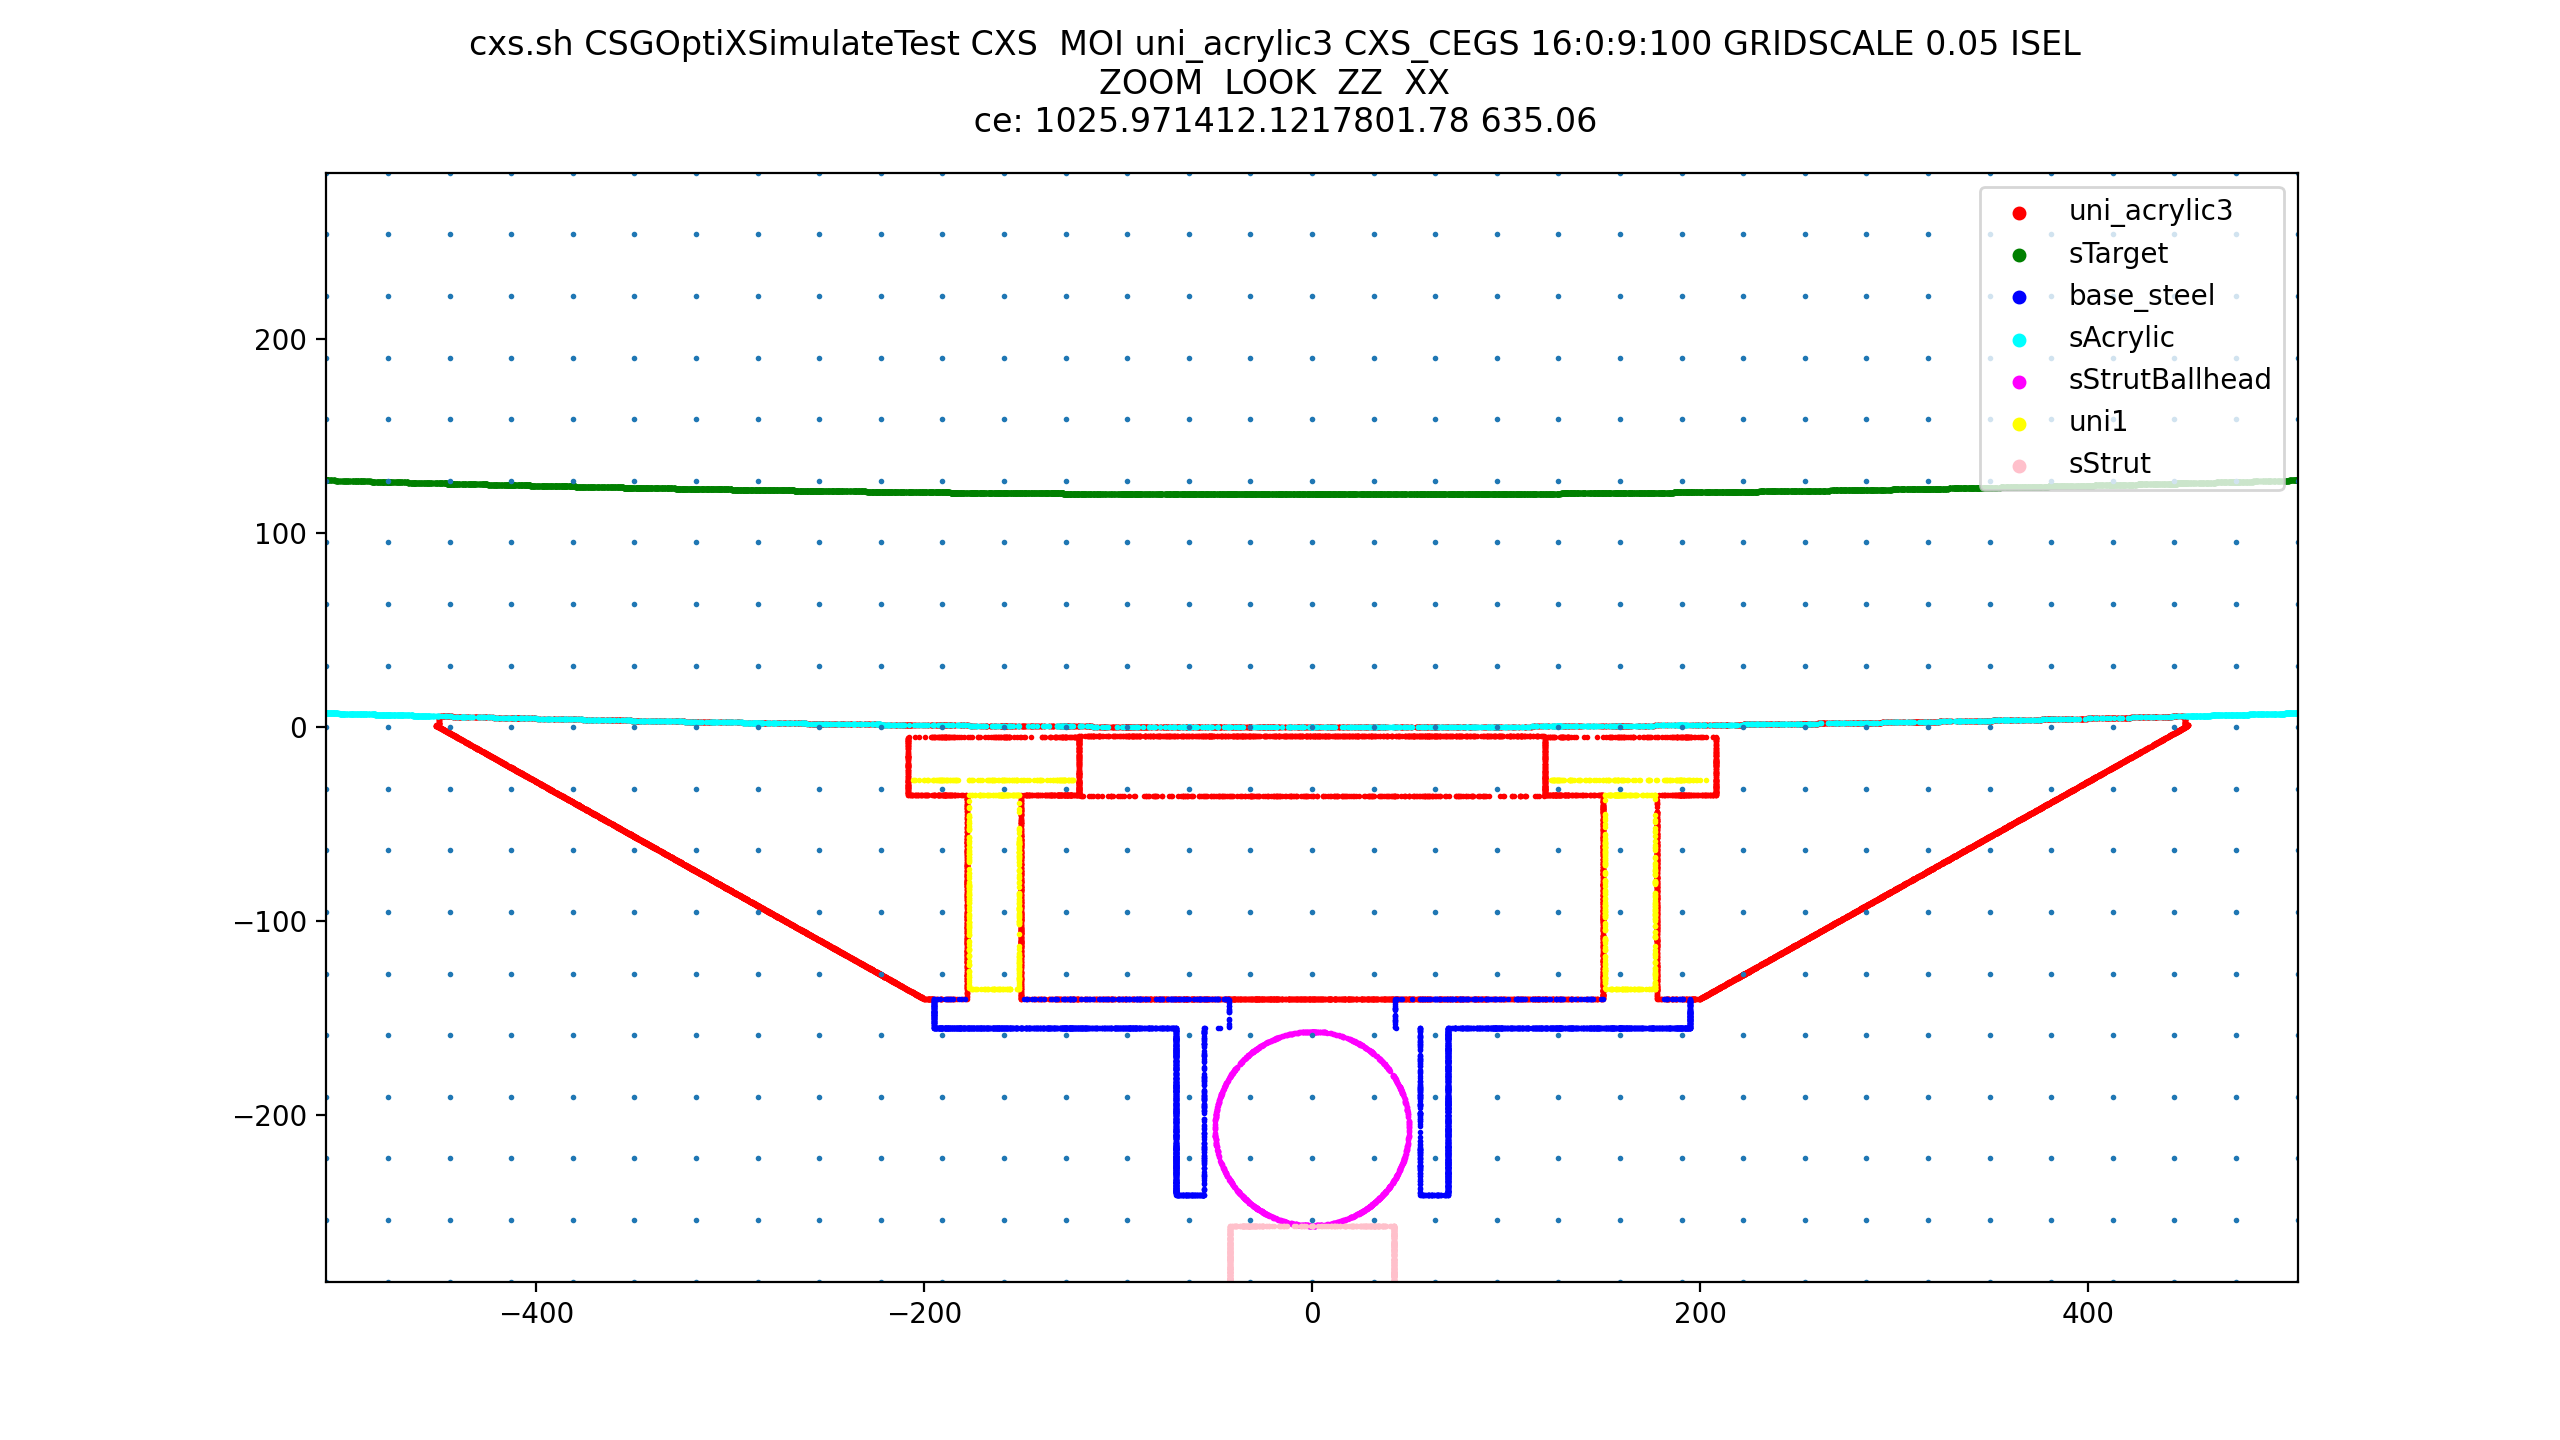 cxs.sh CSGOptiXSimulateTest CXS  MOI uni_acrylic3 CXS_CEGS 16:0:9:100 GRIDSCALE 0.05 ISEL
ZOOM  LOOK  ZZ  XX
ce: 1025.971412.1217801.78 635.06
uni_acrylic3
sTarget
base_steel
sAcrylic
sStrutBallhead
uni1
sStrut
200
100
0
−100
−200
−400
−200
0
200
400